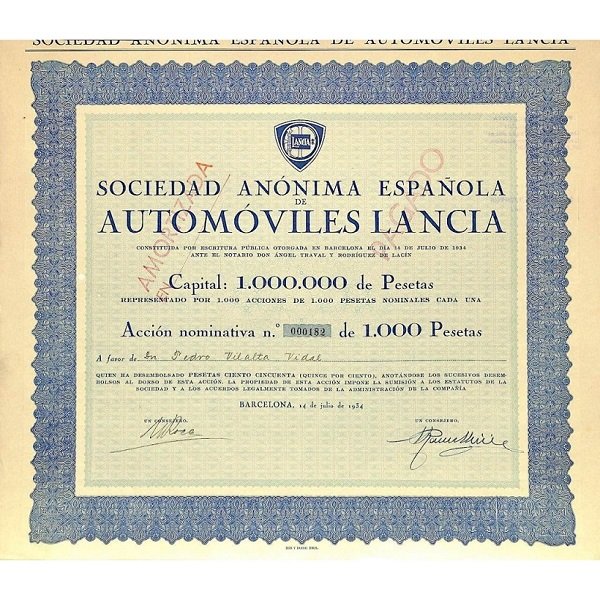 SOCIEDAD ANÓNIMA ESPAÑOLA DE AUTOMÓVILES LANCIA
LANCIA
SOCIEDAD ANÓNIMA ESPAÑOLA
DE
AUTOMÓVILES LANCIA
CONSTITUIDA POR ESCRITURA PÚBLICA OTORGADA EN BARCELONA EL DÍA 14 DE JULIO DE 1934
ANTE EL NOTARIO DON ÁNGEL TRAVAL Y RODRÍGUEZ DE LACÍN
AMORTIZADA
EN
Capital: 1.000.000 de Pesetas
REPRESENTADO POR 1.000 ACCIONES DE 1.000 PESETAS NOMINALES CADA UNA
Acción nominativa n.º 000182 de 1.000 Pesetas
A favor de Dn Pedro Vilalta Vidal
QUIEN HA DESEMBOLSADO PESETAS CIENTO CINCUENTA (QUINCE POR CIENTO), ANOTÁNDOSE LOS SUCESIVOS DESEM-
BOLSOS AL DORSO DE ESTA ACCIÓN. LA PROPIEDAD DE ESTA ACCIÓN IMPONE LA SUMISIÓN A LOS ESTATUTOS DE LA
SOCIEDAD Y A LOS ACUERDOS LEGALMENTE TOMADOS DE LA ADMINISTRACIÓN DE LA COMPAÑÍA
BARCELONA, 14 de julio de 1934
UN CONSEJERO, UN CONSEJERO,